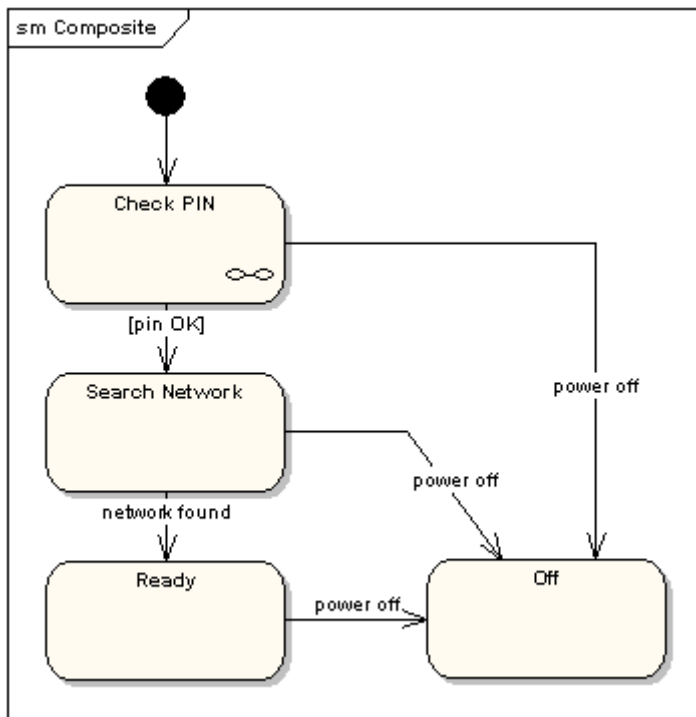 sm Composite
Check PIN
[pin OK]
Search Network
power off
power off
network found
Ready
Off
power off